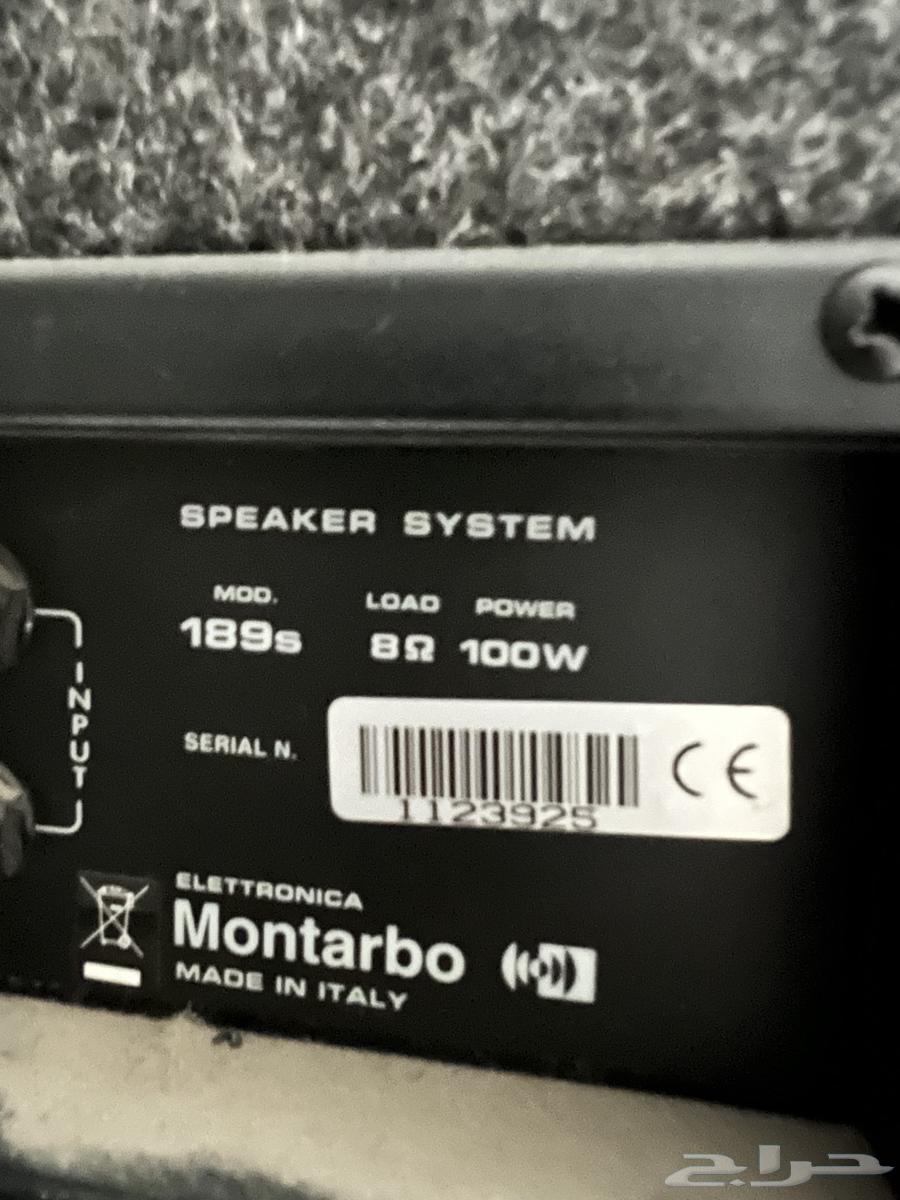 SPEAKER SYSTEM
MOD. LOAD POWER
189s 8Ω 100W
INPUT
SERIAL N.
1123925
CE
ELETTRONICA
Montarbo
MADE IN ITALY
حراج